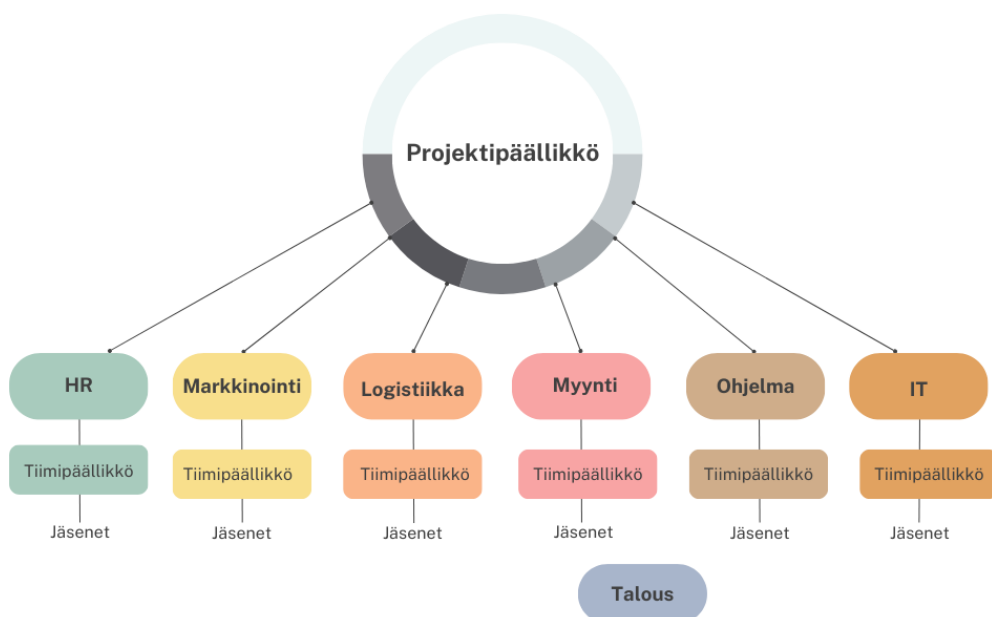 Projektipäällikkö
HR
Markkinointi
Logistiikka
Myynti
Ohjelma
IT
Tiimipäällikkö
Tiimipäällikkö
Tiimipäällikkö
Tiimipäällikkö
Tiimipäällikkö
Tiimipäällikkö
Jäsenet
Jäsenet
Jäsenet
Jäsenet
Jäsenet
Jäsenet
Talous